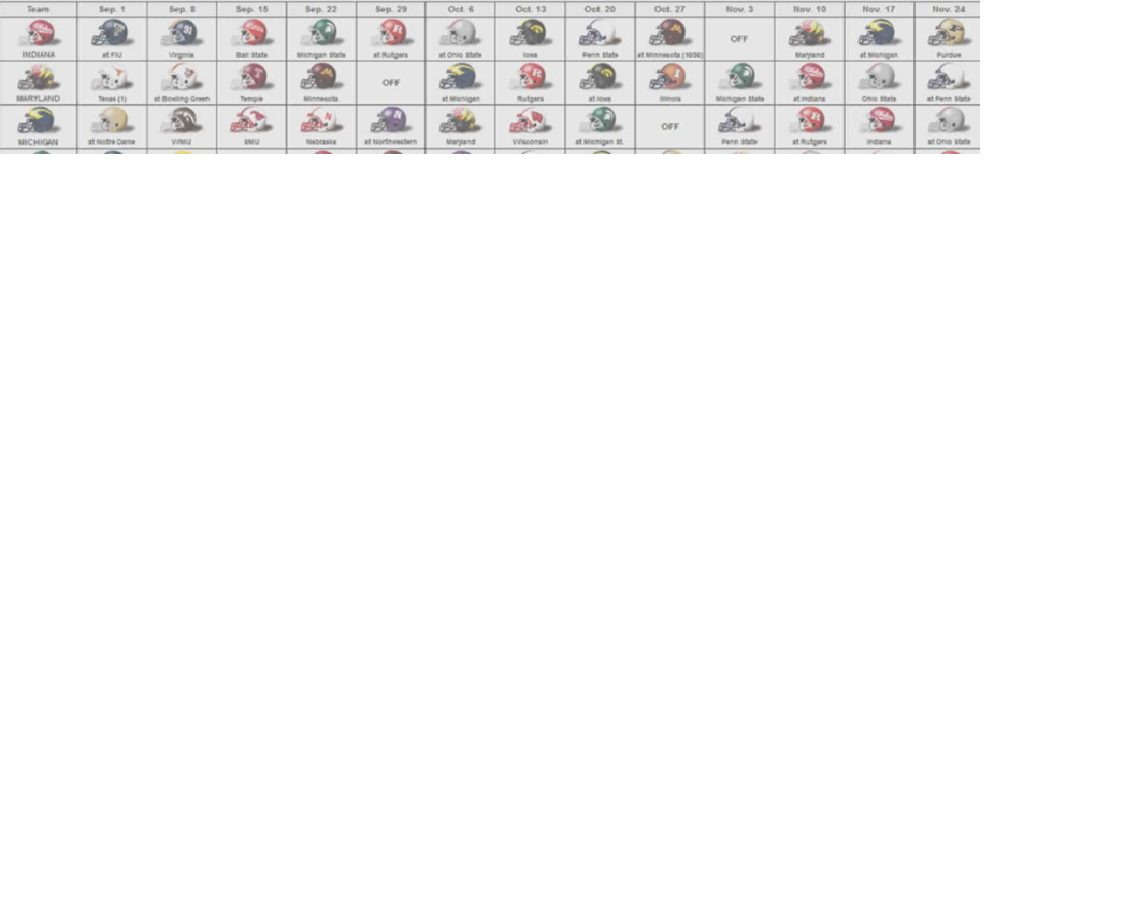 Team Sep. 1 Sep. 8 Sep. 15 Sep. 22 Sep. 29 Oct. 6 Oct. 13 Oct. 20 Oct. 27 Nov. 3 Nov. 10 Nov. 17 Nov. 24
OFF
INDIANA at FIU Virginia Ball State Michigan State at Rutgers at Ohio State Iowa Penn State at Minnesota Maryland at Michigan Purdue
OFF
MARYLAND Texas (1) at Bowling Green Temple Minnesota at Michigan Rutgers at Iowa Illinois Michigan State at Indiana Ohio State at Penn State
OFF
MICHIGAN at Notre Dame WMU SMU Nebraska at Northwestern Maryland Wisconsin at Michigan St. Penn State at Rutgers Indiana at Ohio State